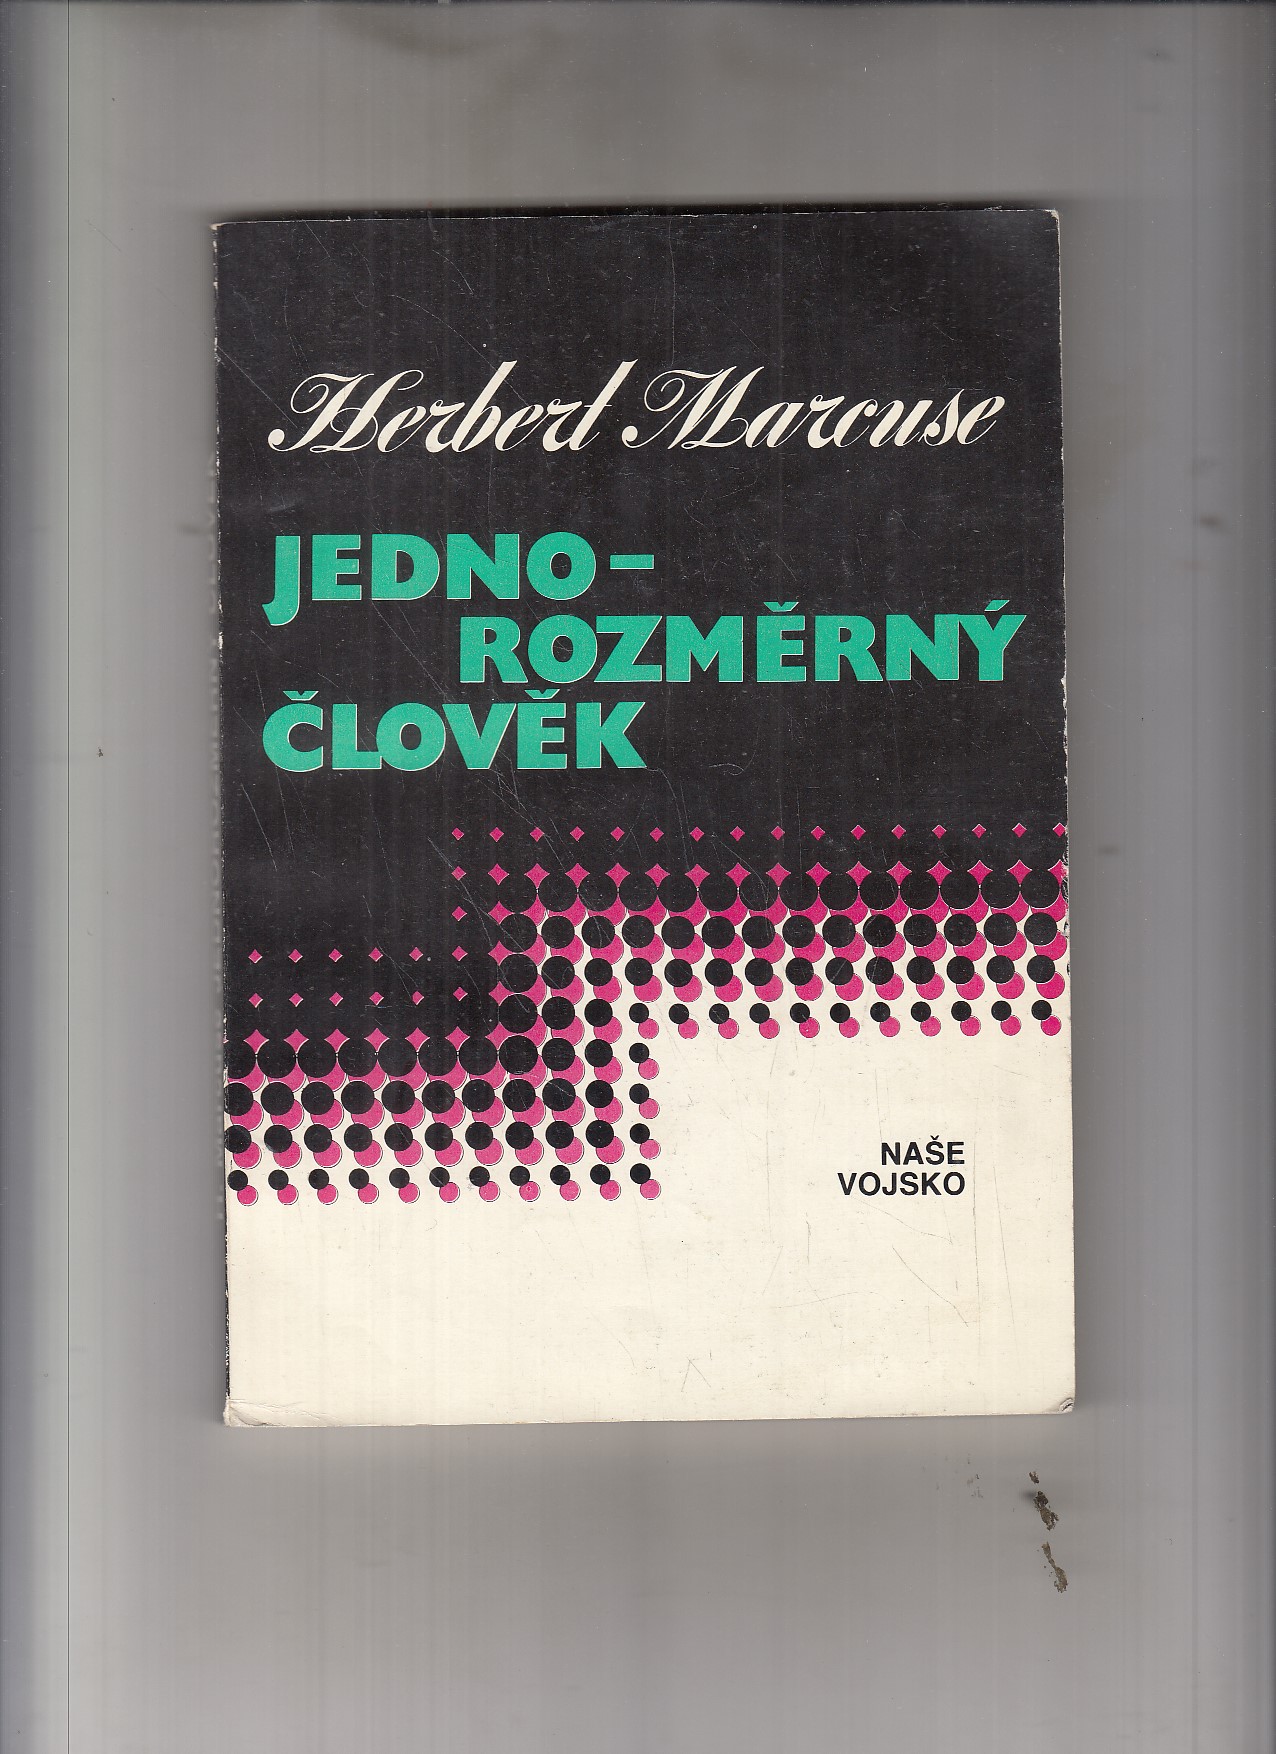 Herbert Marcuse
JEDNO-
ROZMĚRNÝ
ČLOVĚK
NAŠE
VOJSKO